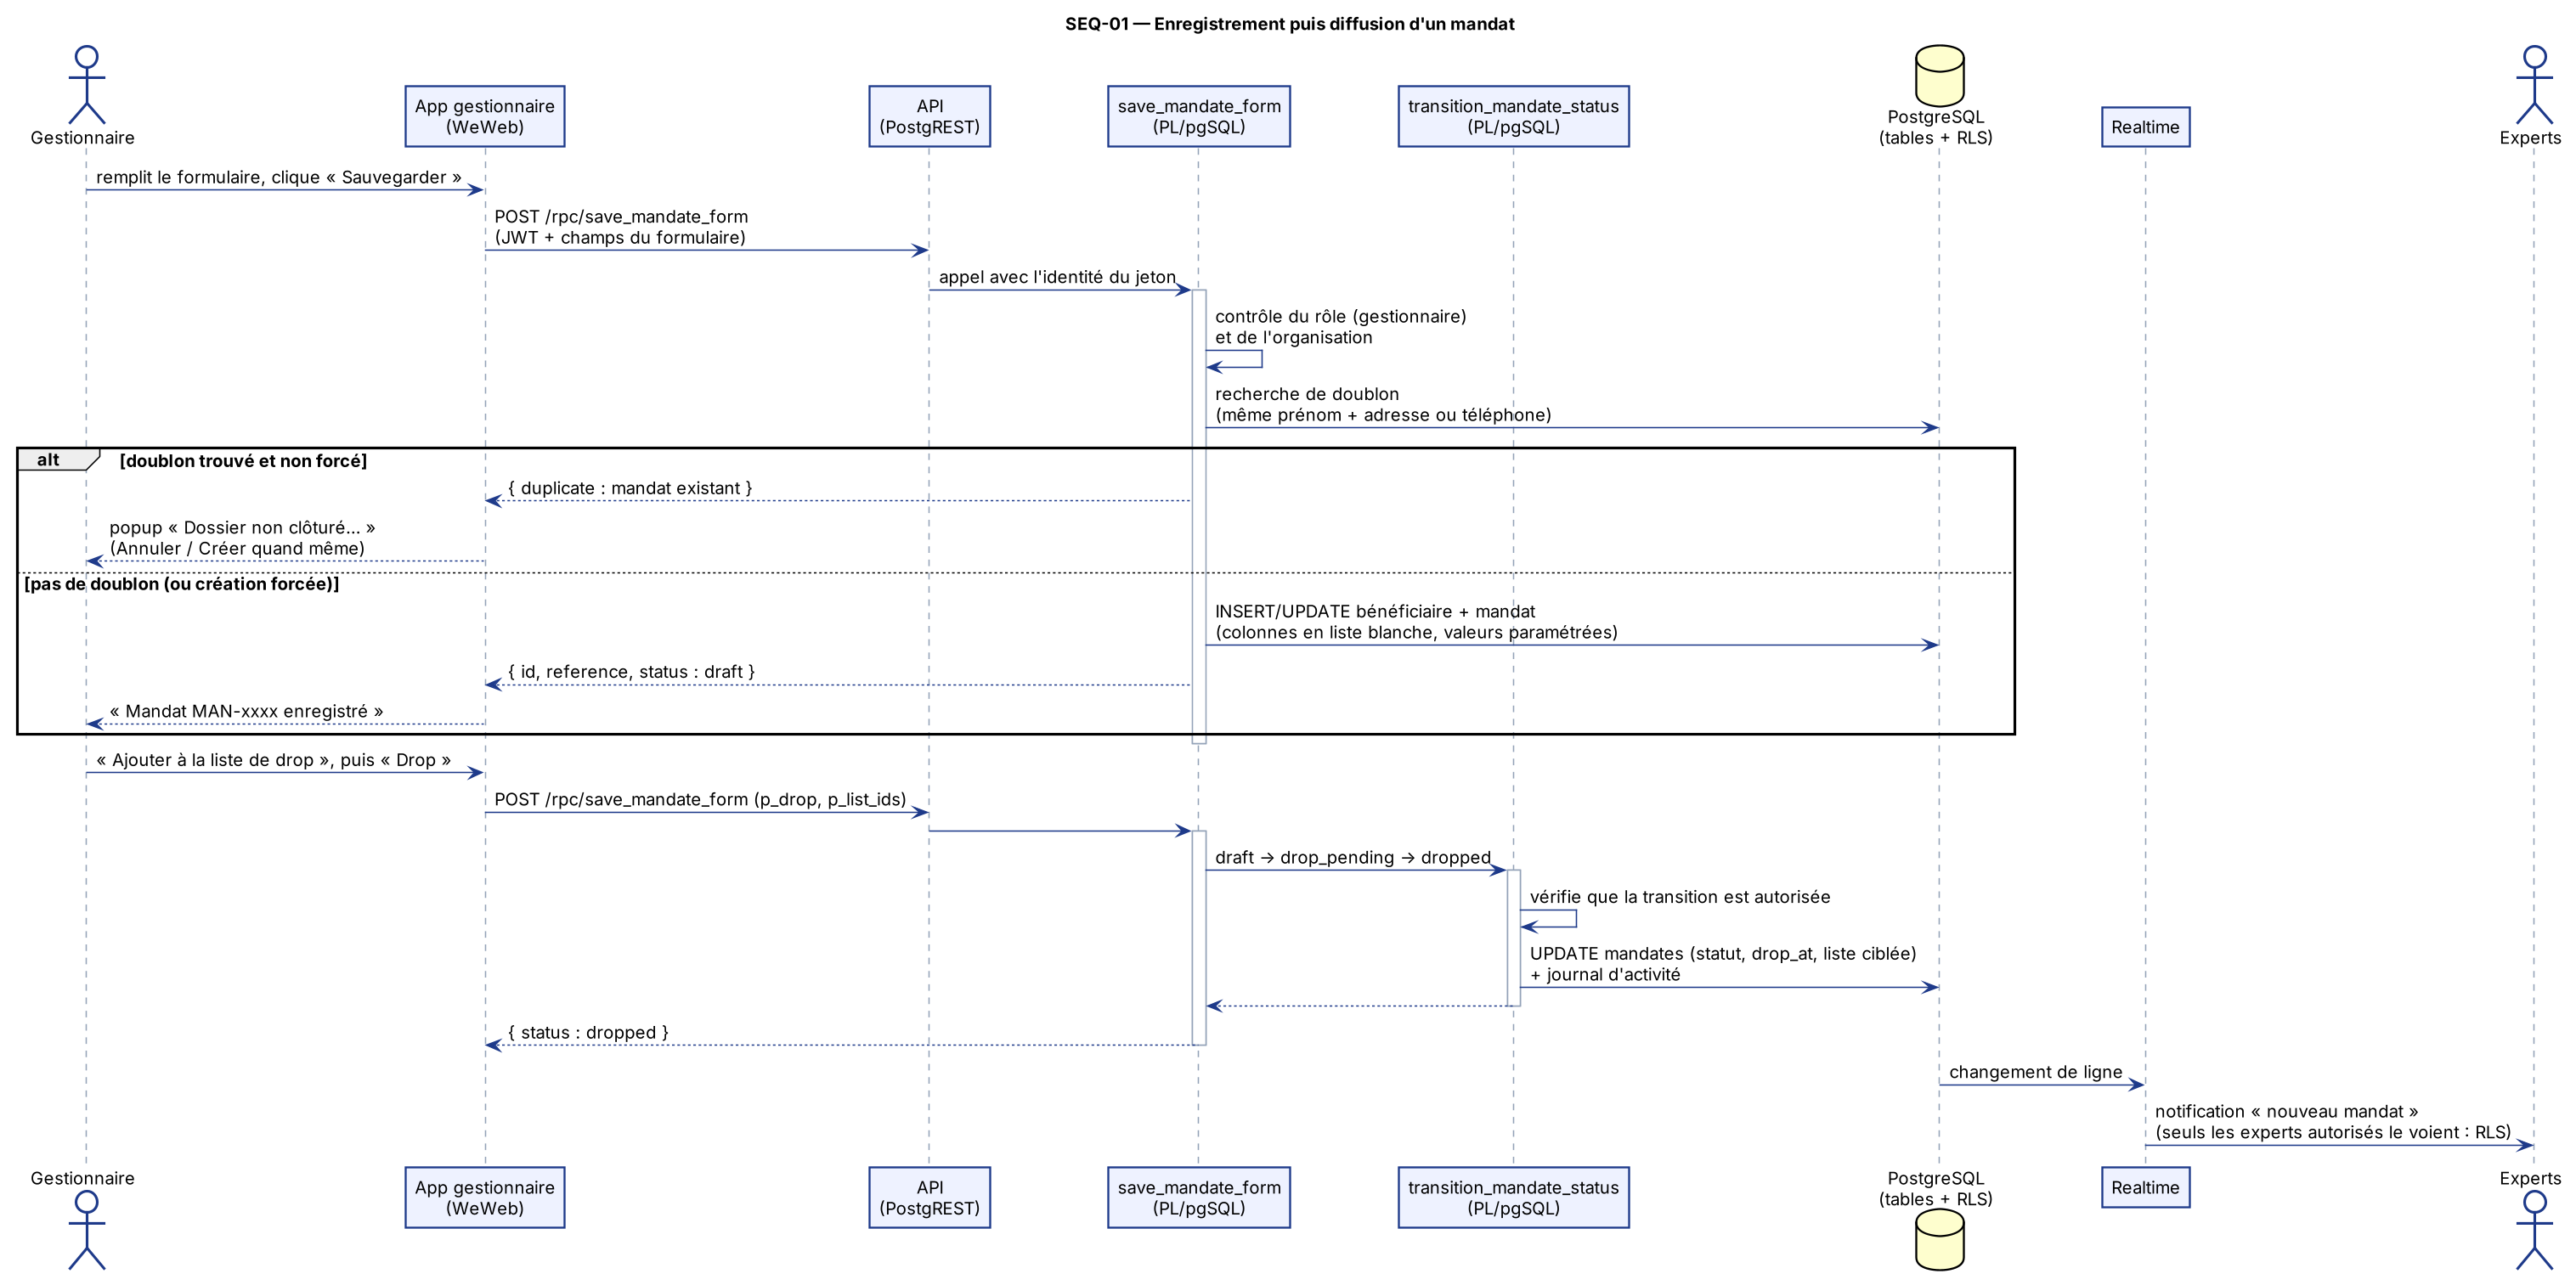 SEQ-01 — Enregistrement puis diffusion d'un mandat
Gestionnaire
App gestionnaire
(WeWeb)
API
(PostgREST)
save_mandate_form
(PL/pgSQL)
transition_mandate_status
(PL/pgSQL)
PostgreSQL
(tables + RLS)
Realtime
Experts
remplit le formulaire, clique « Sauvegarder »
POST /rpc/save_mandate_form
(JWT + champs du formulaire)
appel avec l'identité du jeton
contrôle du rôle (gestionnaire)
et de l'organisation
recherche de doublon
(même prénom + adresse ou téléphone)
alt [doublon trouvé et non forcé]
{ duplicate : mandat existant }
popup « Dossier non clôturé... »
(Annuler / Créer quand même)
[pas de doublon (ou création forcée)]
INSERT/UPDATE bénéficiaire + mandat
(colonnes en liste blanche, valeurs paramétrées)
{ id, reference, status : draft }
« Mandat MAN-xxxx enregistré »
« Ajouter à la liste de drop », puis « Drop »
POST /rpc/save_mandate_form (p_drop, p_list_ids)
draft → drop_pending → dropped
vérifie que la transition est autorisée
UPDATE mandates (statut, drop_at, liste ciblée)
+ journal d'activité
{ status : dropped }
changement de ligne
notification « nouveau mandat »
(seuls les experts autorisés le voient : RLS)
Gestionnaire
App gestionnaire
(WeWeb)
API
(PostgREST)
save_mandate_form
(PL/pgSQL)
transition_mandate_status
(PL/pgSQL)
PostgreSQL
(tables + RLS)
Realtime
Experts